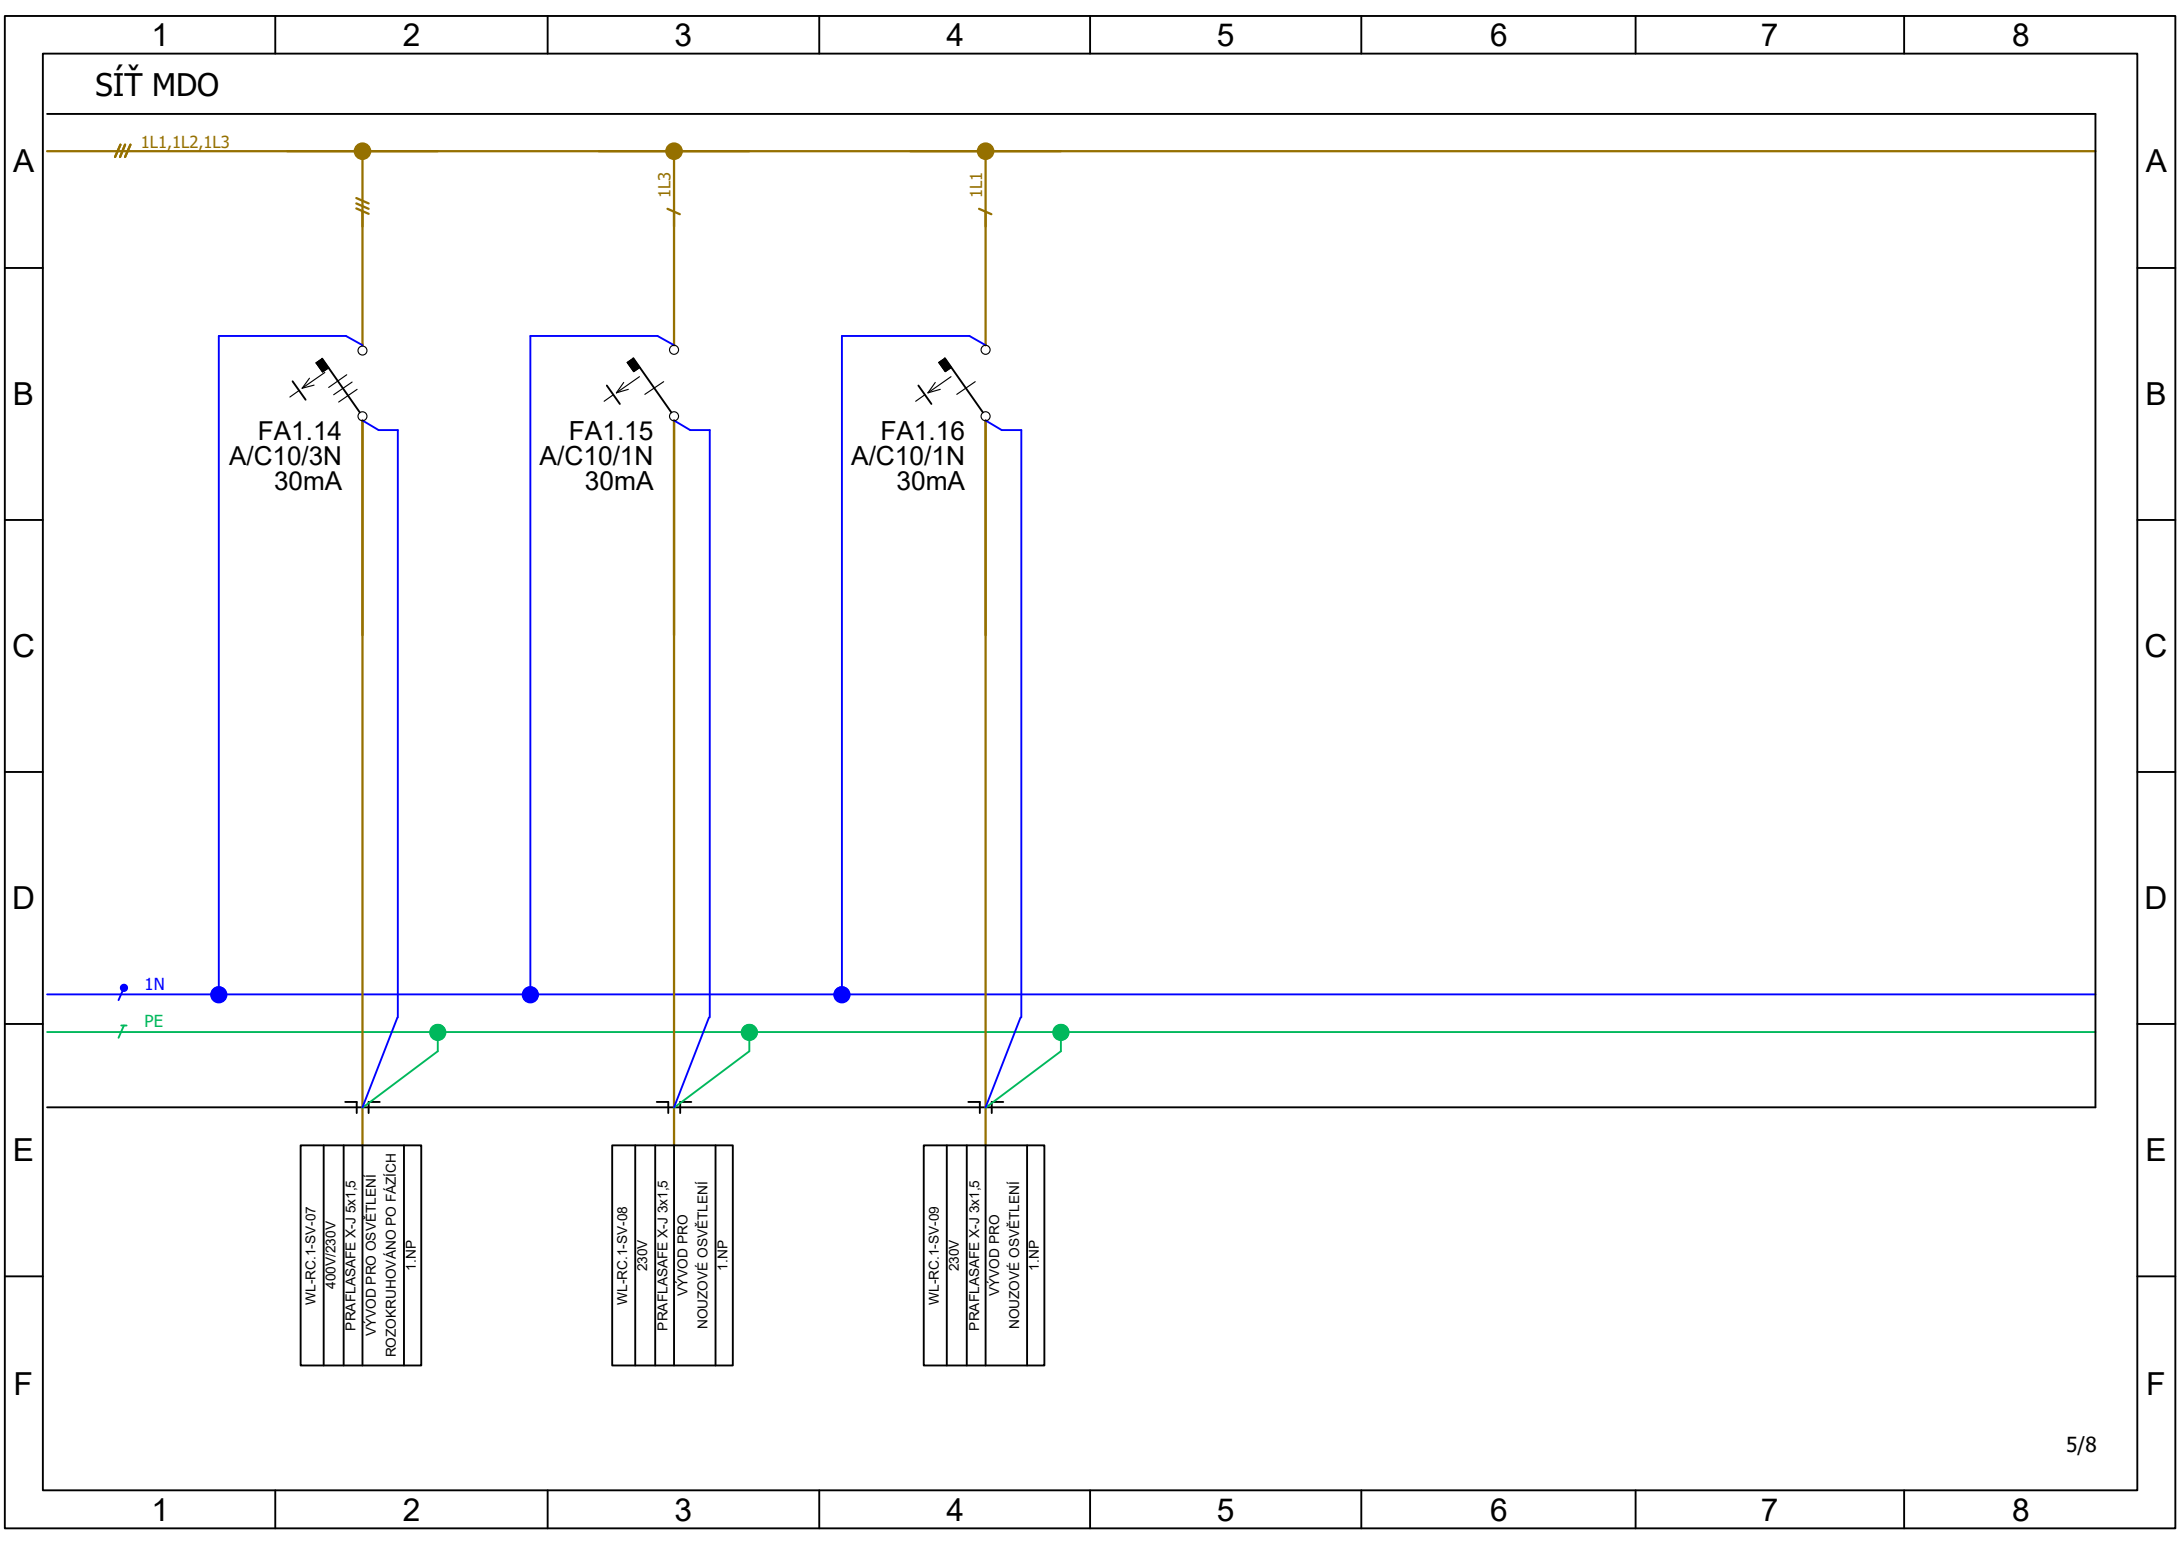 1 2 3 4 5 6 7 8
SÍŤ MDO
A
A
1L1,1L2,1L3
1L3
1L1
B
B
FA1.14
A/C10/3N
30mA
FA1.15
A/C10/1N
30mA
FA1.16
A/C10/1N
30mA
C
C
D
D
1N
PE
E
E
WL-RC.1-SV-07
400V/230V
PRAFLASAFE X-J 5x1,5
VÝVOD PRO OSVĚTLENÍ
ROZOKRUHOVÁNO PO FÁZÍCH
1.NP
WL-RC.1-SV-08
230V
PRAFLASAFE X-J 3x1,5
VÝVOD PRO
NOUZOVÉ OSVĚTLENÍ
1.NP
WL-RC.1-SV-09
230V
PRAFLASAFE X-J 3x1,5
VÝVOD PRO
NOUZOVÉ OSVĚTLENÍ
1.NP
F
F
5/8
1 2 3 4 5 6 7 8